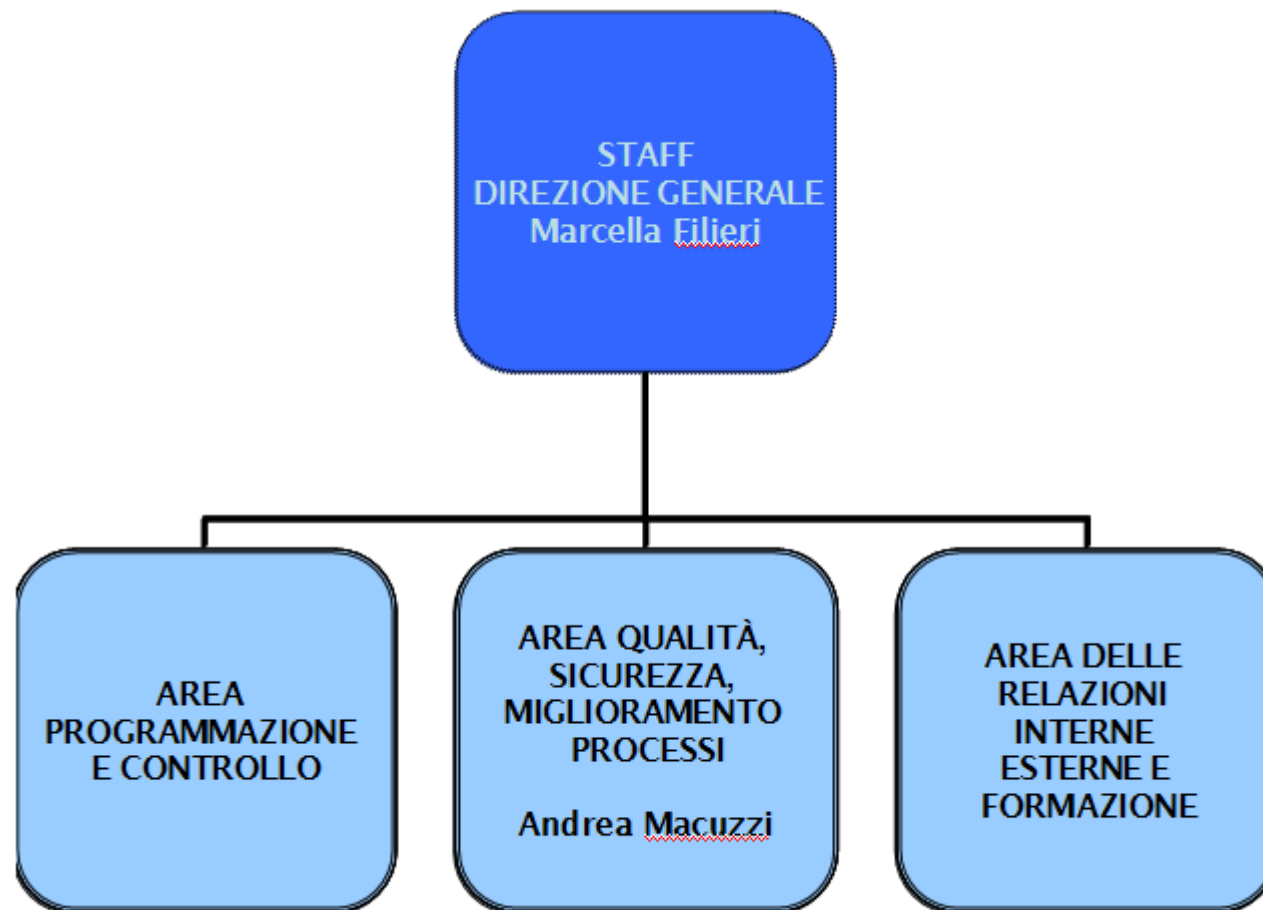 STAFF
DIREZIONE GENERALE
Marcella Filieri
AREA
PROGRAMMAZIONE
E CONTROLLO
AREA QUALITÀ,
SICUREZZA,
MIGLIORAMENTO
PROCESSI
Andrea Macuzzi
AREA DELLE
RELAZIONI
INTERNE
ESTERNE E
FORMAZIONE